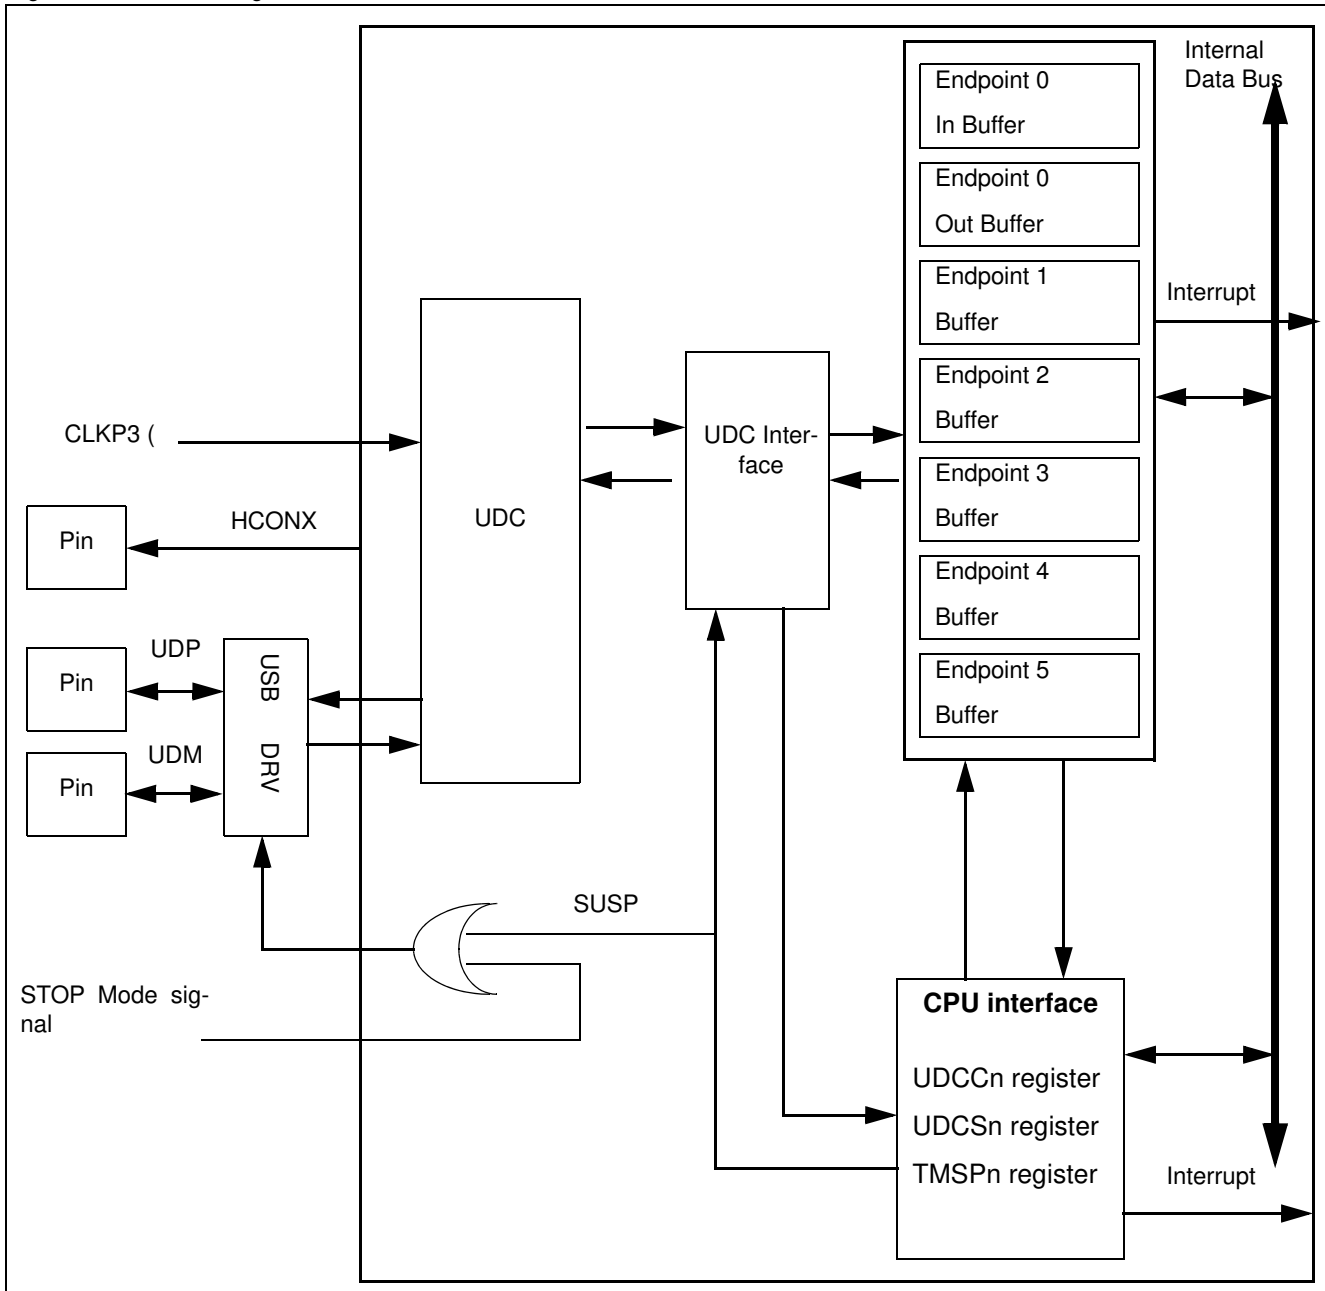 Internal
Data Bus
Endpoint 0
In Buffer
Endpoint 0
Out Buffer
Endpoint 1
Buffer
Interrupt
Endpoint 2
Buffer
CLKP3 (
UDC Inter-
face
Endpoint 3
Buffer
HCONX
Pin
UDC
Endpoint 4
Buffer
UDP
Pin
USB DRV
Endpoint 5
Buffer
UDM
Pin
SUSP
STOP Mode sig-
nal
CPU interface
UDCCn register
UDCSn register
TMSPn register
Interrupt